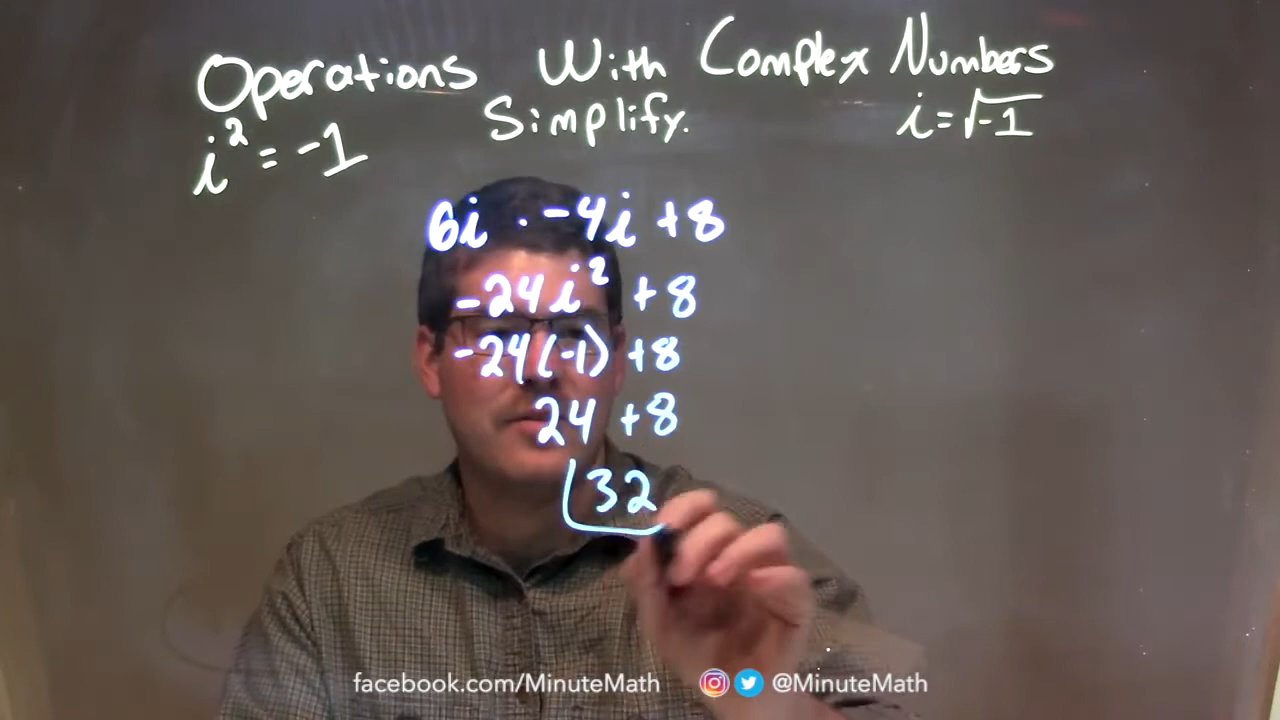 Operations With Complex Numbers
Simplify.
i = √-1
i² = -1
6i · -4i + 8
-24i² + 8
-24(-1) + 8
24 + 8
32
facebook.com/MinuteMath @MinuteMath